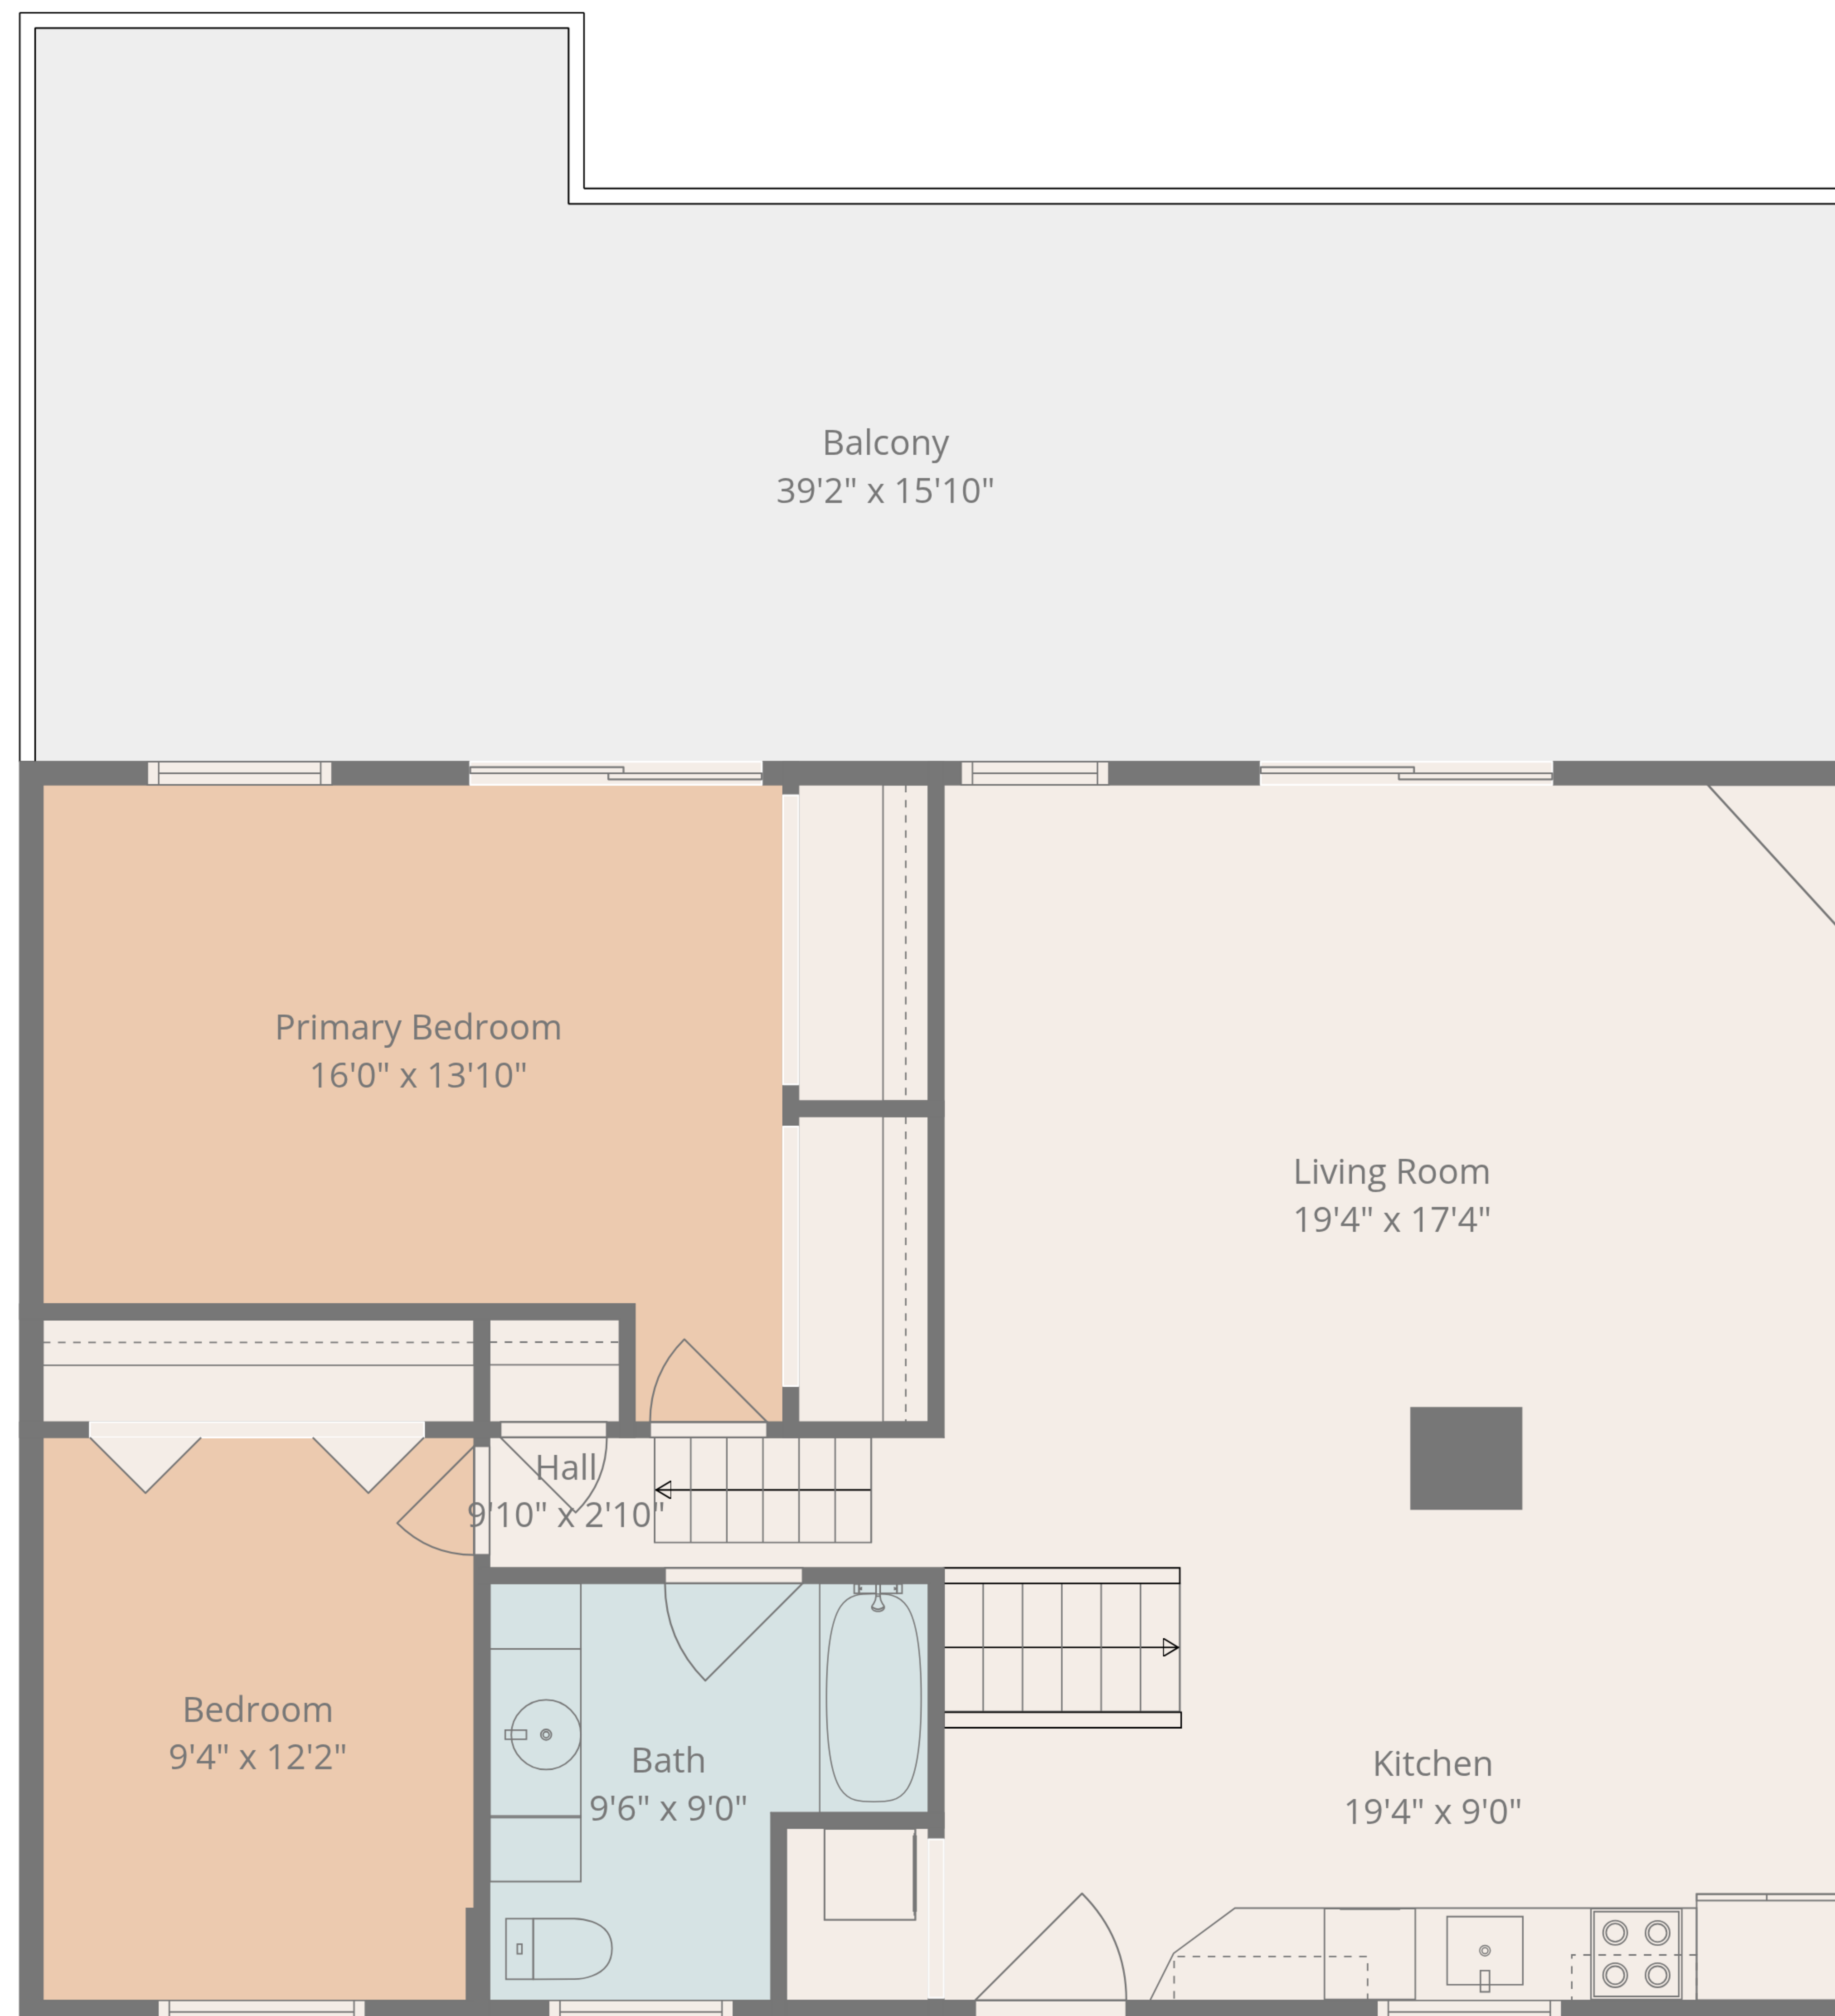 Balcony
39'2" x 15'10"
Primary Bedroom
16'0" x 13'10"
Living Room
19'4" x 17'4"
Hall
9'10" x 2'10"
Bedroom
9'4" x 12'2"
Bath
9'6" x 9'0"
Kitchen
19'4" x 9'0"